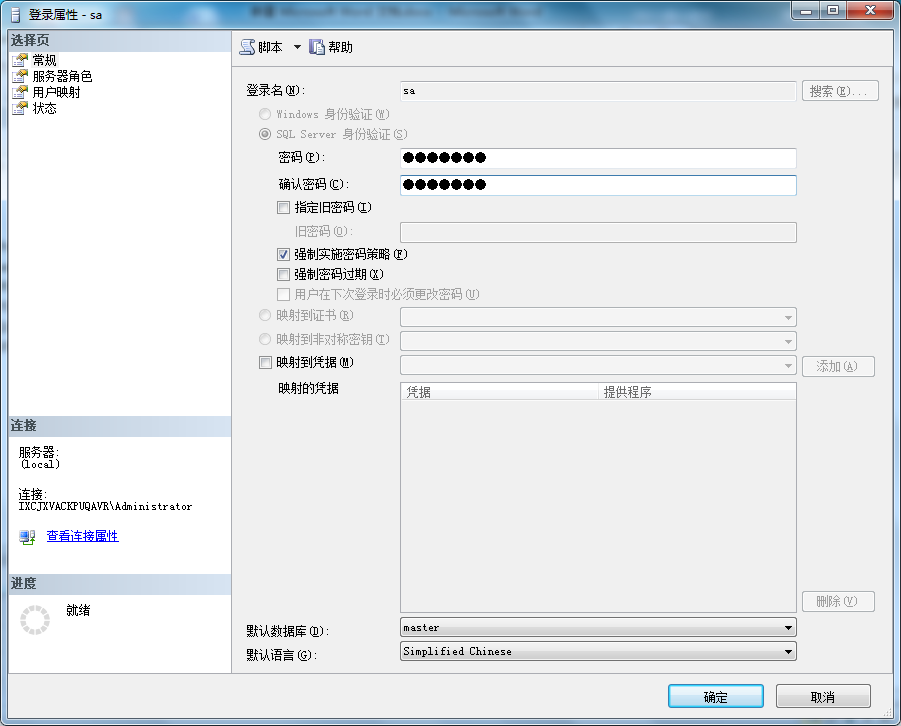 登录属性 - sa
选择页
常规
服务器角色
用户映射
状态
脚本 帮助
登录名(N): sa 搜索(E)...
Windows 身份验证(W)
SQL Server 身份验证(S)
密码(P): ●●●●●●●
确认密码(C): ●●●●●●●
指定旧密码(I)
旧密码(O):
强制实施密码策略(F)
强制密码过期(X)
用户在下次登录时必须更改密码(U)
映射到证书(R)
映射到非对称密钥(T)
映射到凭据(M) 添加(A)
映射的凭据 凭据 提供程序
删除(V)
默认数据库(D): master
默认语言(G): Simplified Chinese
连接
服务器:
(local)
连接:
IXCJXVACKPUQAVR\Administrator
查看连接属性
进度
就绪
确定 取消